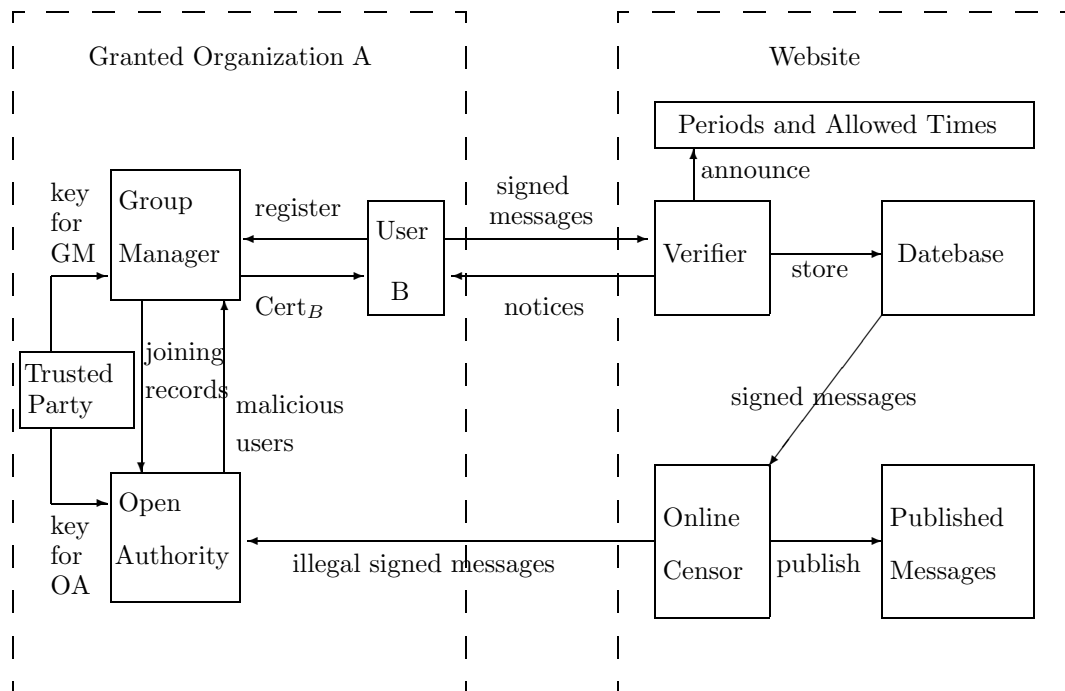 Granted Organization A
Website
Periods and Allowed Times
announce
key
for
GM
Group
Manager
register
Cert_B
User
B
signed
messages
notices
Verifier
store
Datebase
Trusted
Party
joining
records
malicious
users
signed messages
key
for
OA
Open
Authority
illegal signed messages
Online
Censor
publish
Published
Messages